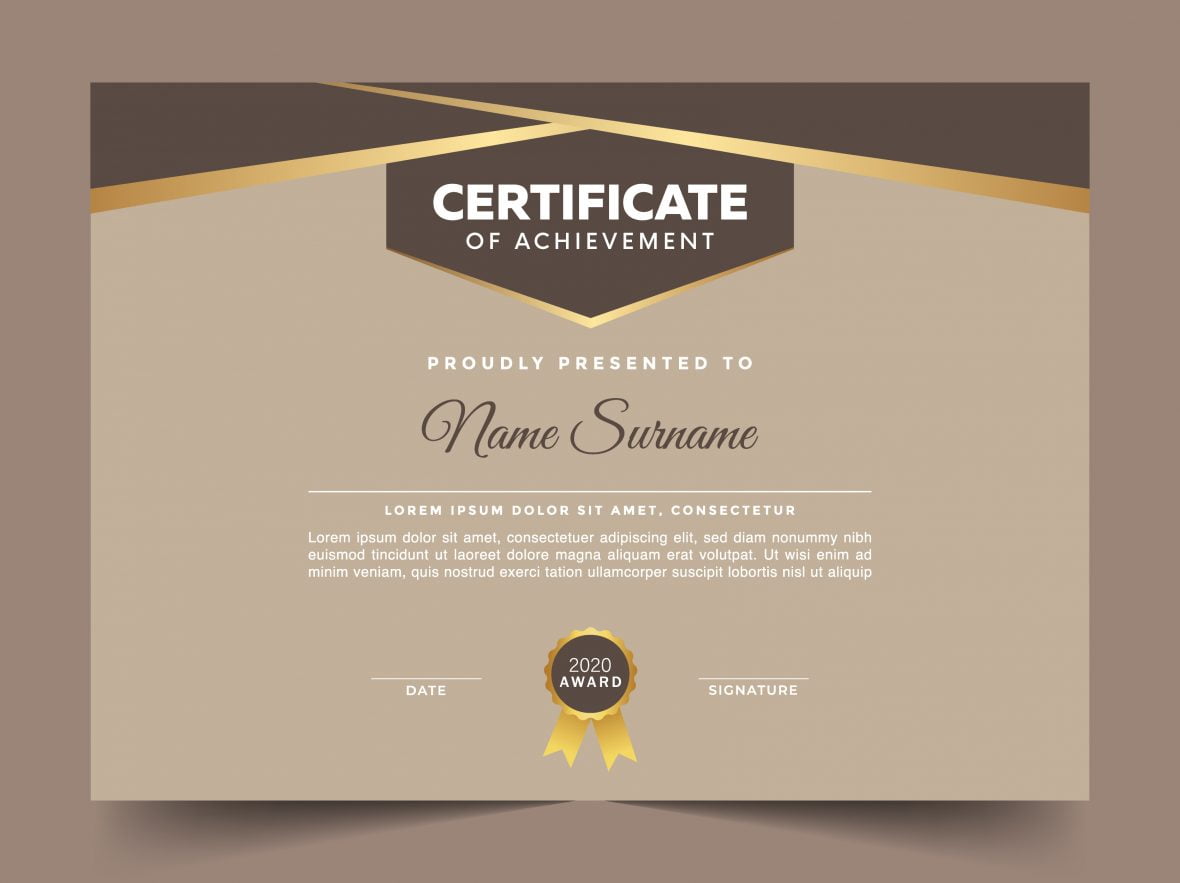 CERTIFICATE
OF ACHIEVEMENT
PROUDLY PRESENTED TO
Name Surname
LOREM IPSUM DOLOR SIT AMET, CONSECTETUR
Lorem ipsum dolor sit amet, consectetuer adipiscing elit, sed diam nonummy nibh
euismod tincidunt ut laoreet dolore magna aliquam erat volutpat. Ut wisi enim ad
minim veniam, quis nostrud exerci tation ullamcorper suscipit lobortis nisl ut aliquip
2020
AWARD
DATE
SIGNATURE